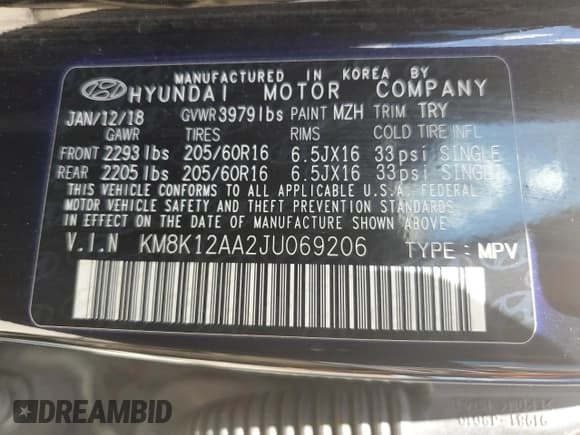 MANUFACTURED IN KOREA BY
HYUNDAI MOTOR COMPANY
JAN/12/18 GVWR 3979lbs PAINT MZH TRIM TRY
GAWR TIRES RIMS COLD TIRE INFL
FRONT 2293lbs 205/60R16 6.5JX16 33psi SINGLE
REAR 2205lbs 205/60R16 6.5JX16 33psi SINGLE
THIS VEHICLE CONFORMS TO ALL APPLICABLE U.S.A. FEDERAL
MOTOR VEHICLE SAFETY AND THEFT PREVENTION STANDARDS
IN EFFECT ON THE DATE OF MANUFACTURE SHOWN ABOVE.
V.I.N KM8K12AA2JU069206 TYPE : MPV
DREAMBID